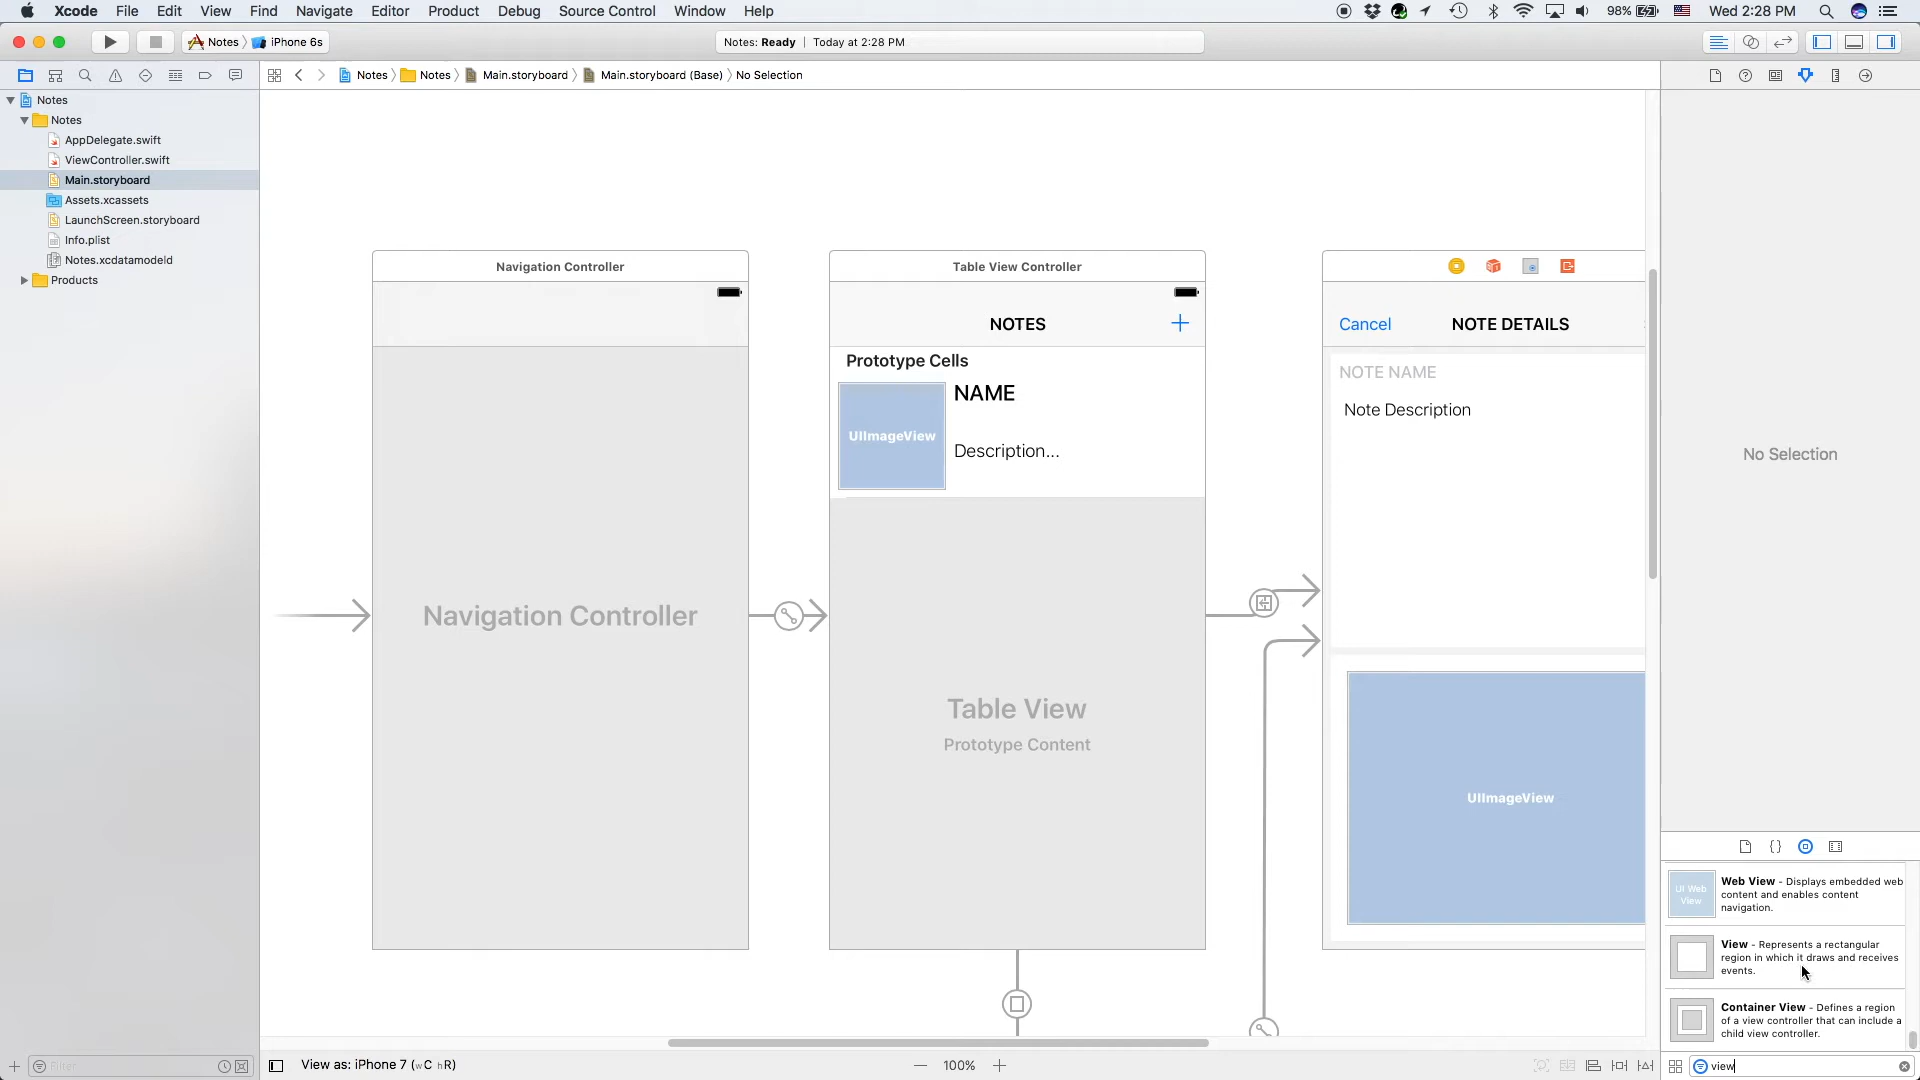 Xcode File Edit View Find Navigate Editor Product Debug Source Control Window Help
98% Wed 2:28 PM
Notes iPhone 6s
Notes: Ready | Today at 2:28 PM
Notes Notes Main.storyboard Main.storyboard (Base) No Selection
Notes
Notes
AppDelegate.swift
ViewController.swift
Main.storyboard
Assets.xcassets
LaunchScreen.storyboard
Info.plist
Notes.xcdatamodeld
Products
Navigation Controller
Navigation Controller
Table View Controller
NOTES
Prototype Cells
UIImageView
NAME
Description...
Table View
Prototype Content
Cancel NOTE DETAILS
NOTE NAME
Note Description
UIImageView
No Selection
UI Web
View
Web View - Displays embedded web
content and enables content
navigation.
View - Represents a rectangular
region in which it draws and receives
events.
Container View - Defines a region
of a view controller that can include a
child view controller.
Filter
View as: iPhone 7 (wC hR)
100%
view